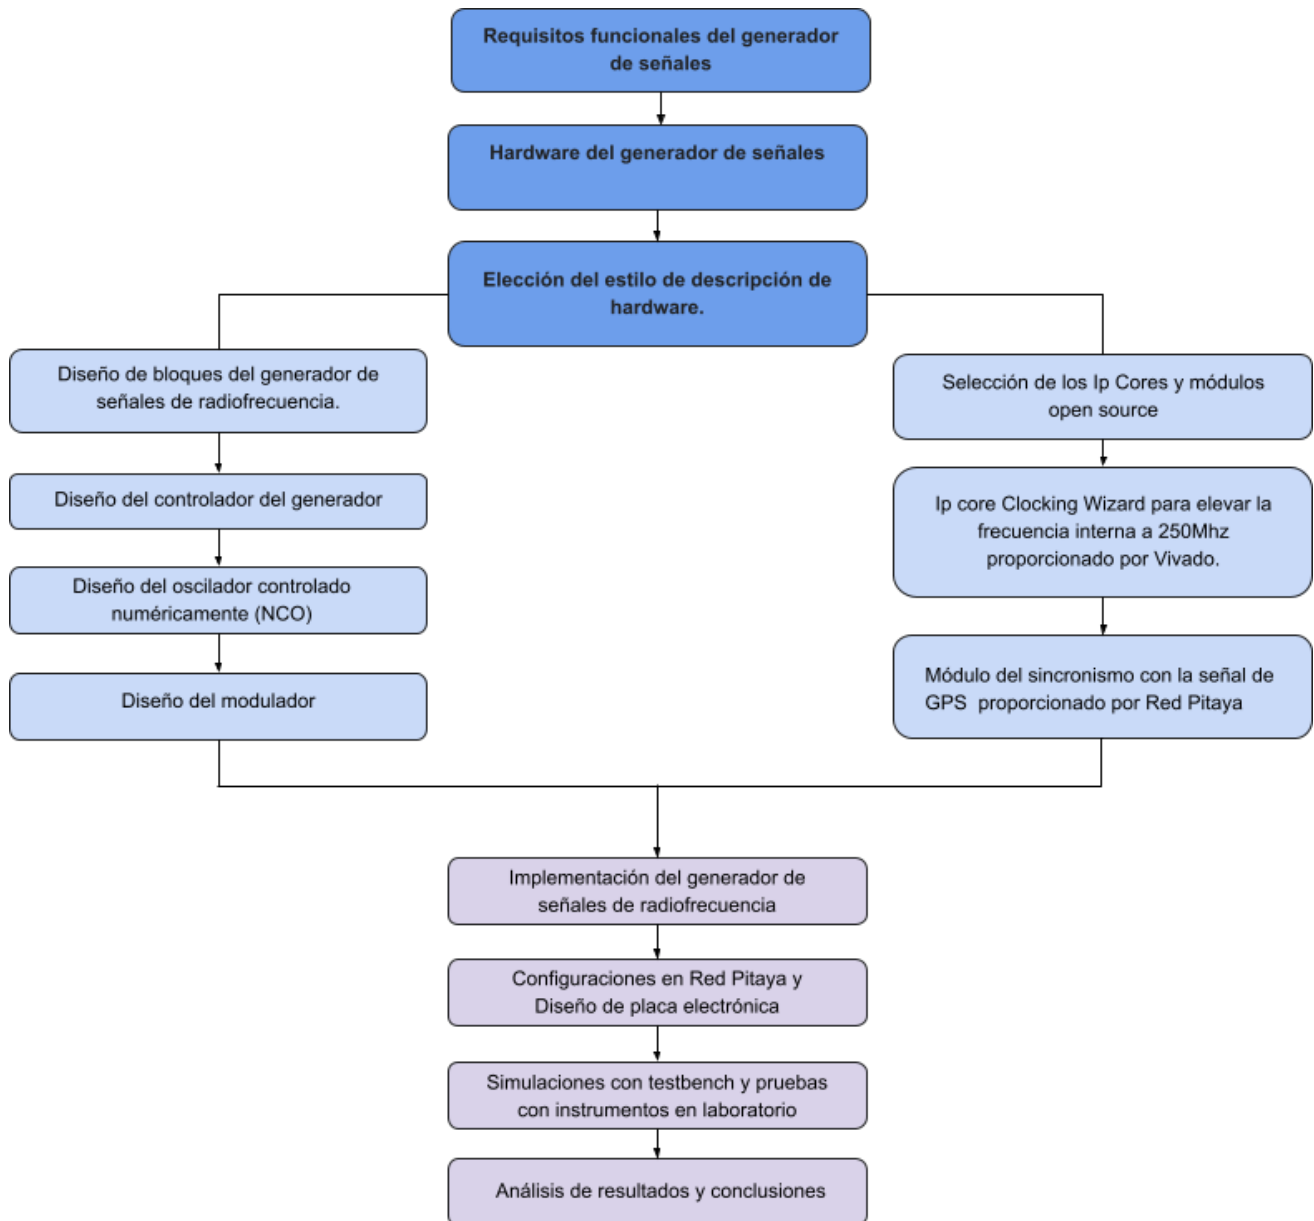 Requisitos funcionales del generador
de señales
Hardware del generador de señales
Elección del estilo de descripción de
hardware.
Diseño de bloques del generador de
señales de radiofrecuencia.
Diseño del controlador del generador
Diseño del oscilador controlado
numéricamente (NCO)
Diseño del modulador
Selección de los Ip Cores y módulos
open source
Ip core Clocking Wizard para elevar la
frecuencia interna a 250Mhz
proporcionado por Vivado.
Módulo del sincronismo con la señal de
GPS proporcionado por Red Pitaya
Implementación del generador de
señales de radiofrecuencia
Configuraciones en Red Pitaya y
Diseño de placa electrónica
Simulaciones con testbench y pruebas
con instrumentos en laboratorio
Análisis de resultados y conclusiones